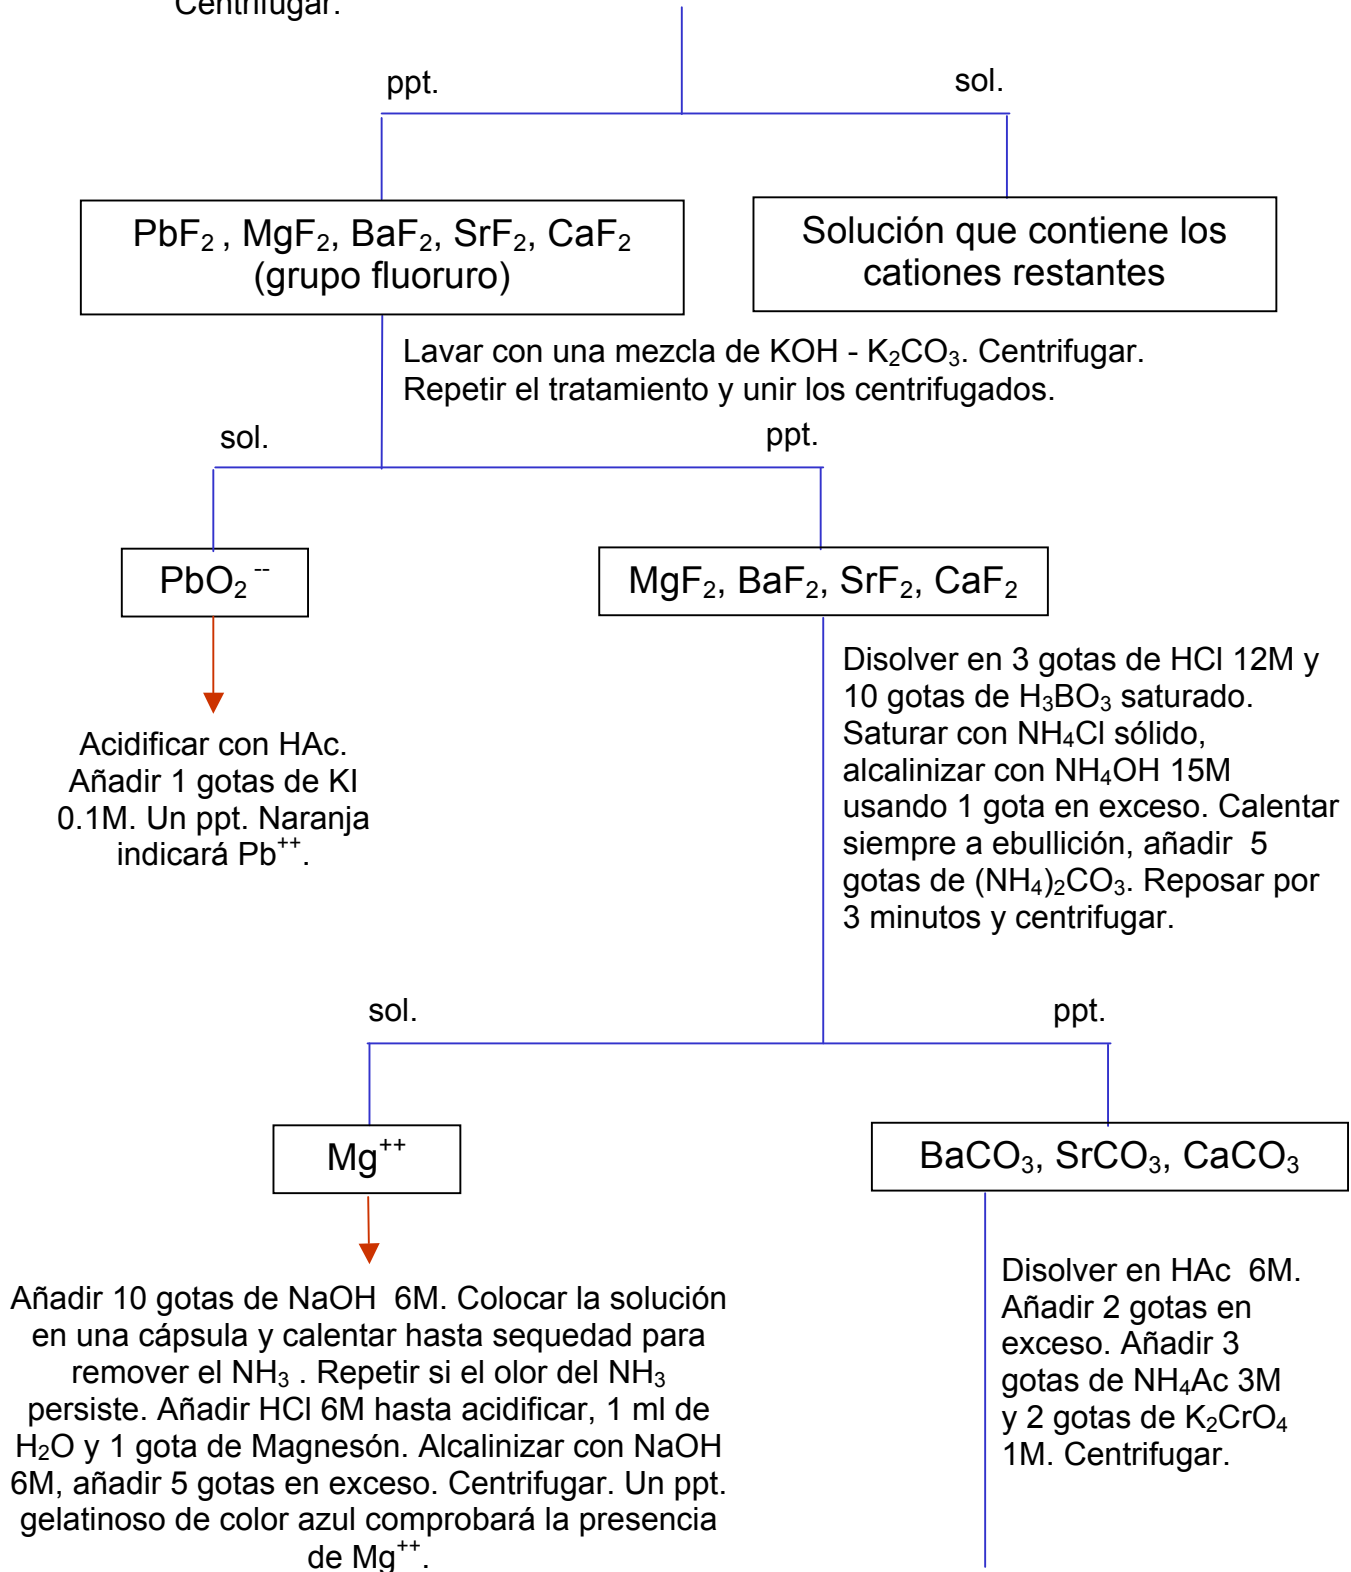 Centrifugar.
ppt.
sol.
PbF₂ , MgF₂, BaF₂, SrF₂, CaF₂
(grupo fluoruro)
Solución que contiene los
cationes restantes
Lavar con una mezcla de KOH - K₂CO₃. Centrifugar.
Repetir el tratamiento y unir los centrifugados.
sol.
ppt.
PbO₂ ⁻⁻
MgF₂, BaF₂, SrF₂, CaF₂
Acidificar con HAc.
Añadir 1 gotas de KI
0.1M. Un ppt. Naranja
indicará Pb⁺⁺.
Disolver en 3 gotas de HCl 12M y
10 gotas de H₃BO₃ saturado.
Saturar con NH₄Cl sólido,
alcalinizar con NH₄OH 15M
usando 1 gota en exceso. Calentar
siempre a ebullición, añadir 5
gotas de (NH₄)₂CO₃. Reposar por
3 minutos y centrifugar.
sol.
ppt.
Mg⁺⁺
BaCO₃, SrCO₃, CaCO₃
Añadir 10 gotas de NaOH 6M. Colocar la solución
en una cápsula y calentar hasta sequedad para
remover el NH₃ . Repetir si el olor del NH₃
persiste. Añadir HCl 6M hasta acidificar, 1 ml de
H₂O y 1 gota de Magnesón. Alcalinizar con NaOH
6M, añadir 5 gotas en exceso. Centrifugar. Un ppt.
gelatinoso de color azul comprobará la presencia
de Mg⁺⁺.
Disolver en HAc 6M.
Añadir 2 gotas en
exceso. Añadir 3
gotas de NH₄Ac 3M
y 2 gotas de K₂CrO₄
1M. Centrifugar.